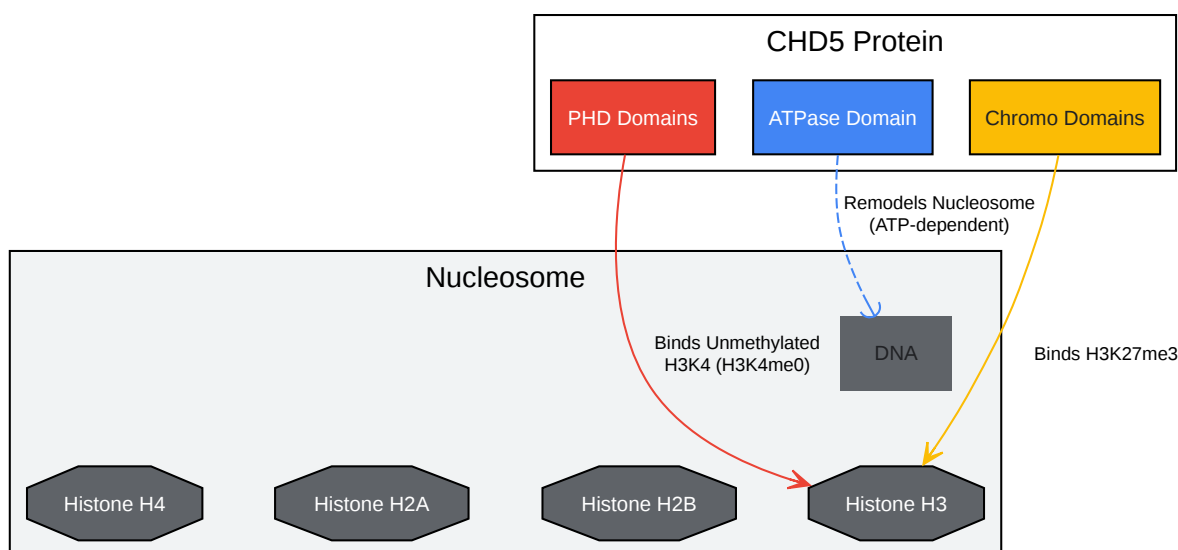 CHD5 Protein
PHD Domains
ATPase Domain
Chromo Domains
Remodels Nucleosome
(ATP-dependent)
Nucleosome
Binds Unmethylated
H3K4 (H3K4me0)
DNA
Binds H3K27me3
Histone H4
Histone H2A
Histone H2B
Histone H3